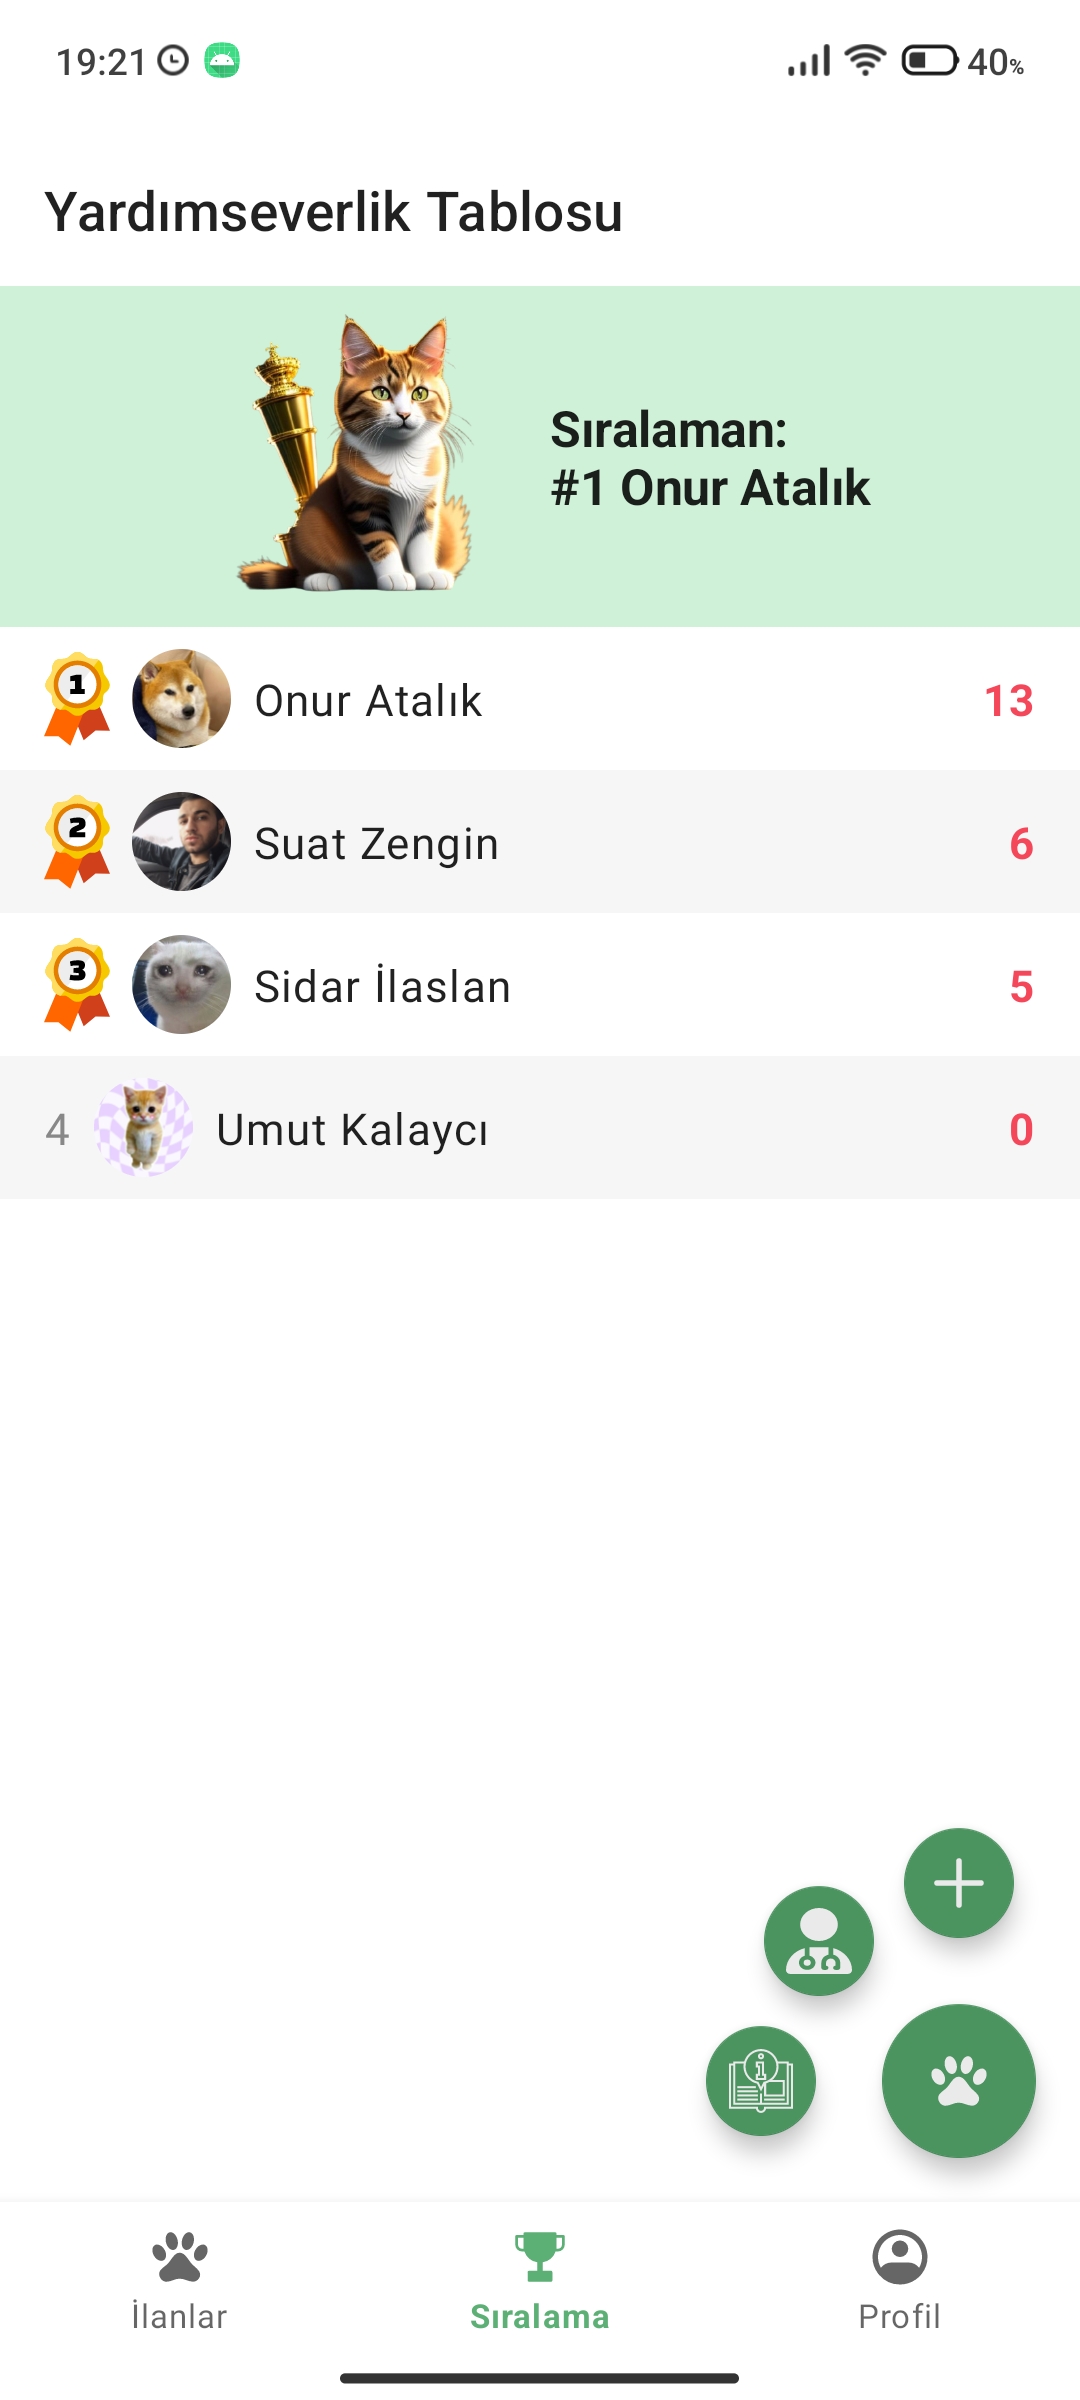 19:21 40%
Yardımseverlik Tablosu
Sıralaman:
#1 Onur Atalık
1 Onur Atalık 13
2 Suat Zengin 6
3 Sidar İlaslan 5
4 Umut Kalaycı 0
i
İlanlar Sıralama Profil